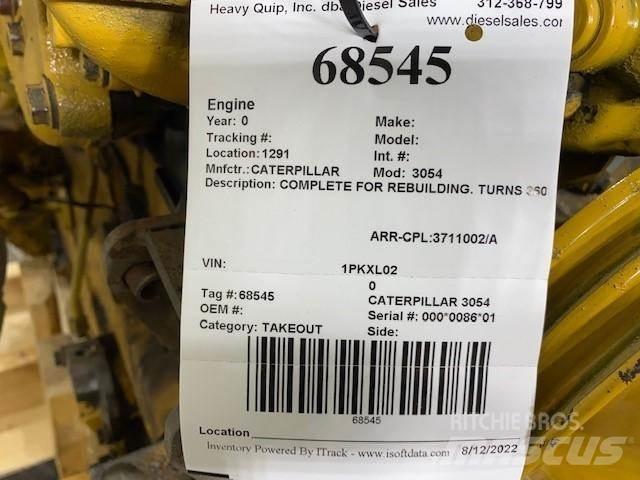 Heavy Quip, Inc. dba Diesel Sales 312-368-799
www.dieselsales.com
68545
Engine
Year: 0 Make:
Tracking #: Model:
Location:1291 Int. #:
Mnfctr.:CATERPILLAR Mod: 3054
Description: COMPLETE FOR REBUILDING. TURNS 360
ARR-CPL:3711002/A
VIN: 1PKXL02
0
Tag #:68545 CATERPILLAR 3054
OEM #: Serial #: 000*0086*01
Category: TAKEOUT Side:
68545
Location
Inventory Powered By ITrack - www.isoftdata.com 8/12/2022
RITCHIE BROS.
MASCUS